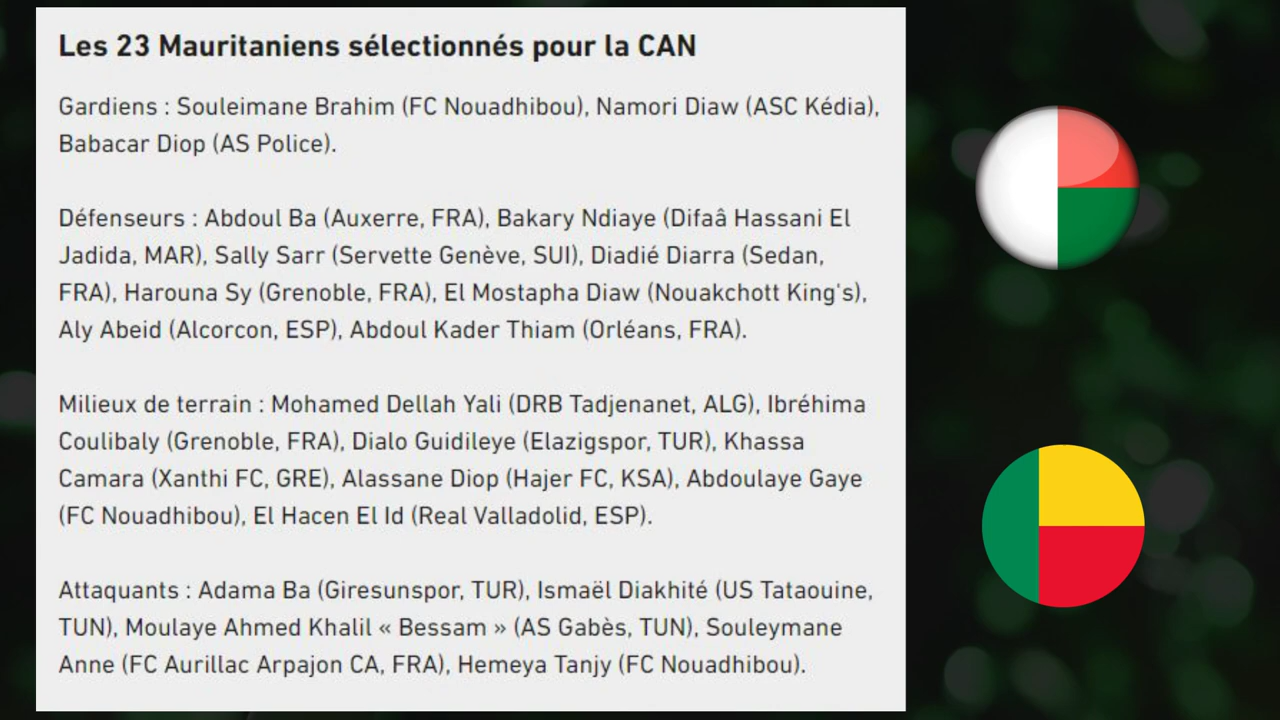 Les 23 Mauritaniens sélectionnés pour la CAN
Gardiens : Souleimane Brahim (FC Nouadhibou), Namori Diaw (ASC Kédia),
Babacar Diop (AS Police).
Défenseurs : Abdoul Ba (Auxerre, FRA), Bakary Ndiaye (Difaâ Hassani El
Jadida, MAR), Sally Sarr (Servette Genève, SUI), Diadié Diarra (Sedan,
FRA), Harouna Sy (Grenoble, FRA), El Mostapha Diaw (Nouakchott King's),
Aly Abeid (Alcorcon, ESP), Abdoul Kader Thiam (Orléans, FRA).
Milieux de terrain : Mohamed Dellah Yali (DRB Tadjenanet, ALG), Ibréhima
Coulibaly (Grenoble, FRA), Dialo Guidileye (Elazigspor, TUR), Khassa
Camara (Xanthi FC, GRE), Alassane Diop (Hajer FC, KSA), Abdoulaye Gaye
(FC Nouadhibou), El Hacen El Id (Real Valladolid, ESP).
Attaquants : Adama Ba (Giresunspor, TUR), Ismaël Diakhité (US Tataouine,
TUN), Moulaye Ahmed Khalil « Bessam » (AS Gabès, TUN), Souleymane
Anne (FC Aurillac Arpajon CA, FRA), Hemeya Tanjy (FC Nouadhibou).